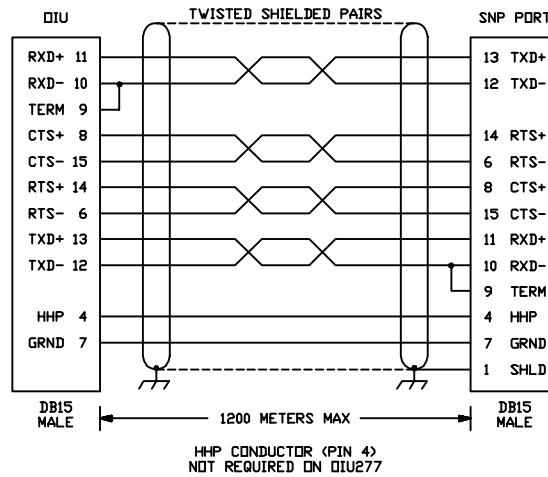 OIU TWISTED SHIELDED PAIRS SNP PORT
RXD+ 11 13 TXD+
RXD- 10 12 TXD-
TERM 9
CTS+ 8 14 RTS+
CTS- 15 6 RTS-
RTS+ 14 8 CTS+
RTS- 6 15 CTS-
TXD+ 13 11 RXD+
TXD- 12 10 RXD-
9 TERM
HHP 4 4 HHP
GRND 7 7 GRND
1 SHLD
DB15 MALE 1200 METERS MAX DB15 MALE
HHP CONDUCTOR (PIN 4)
NOT REQUIRED ON OIU277